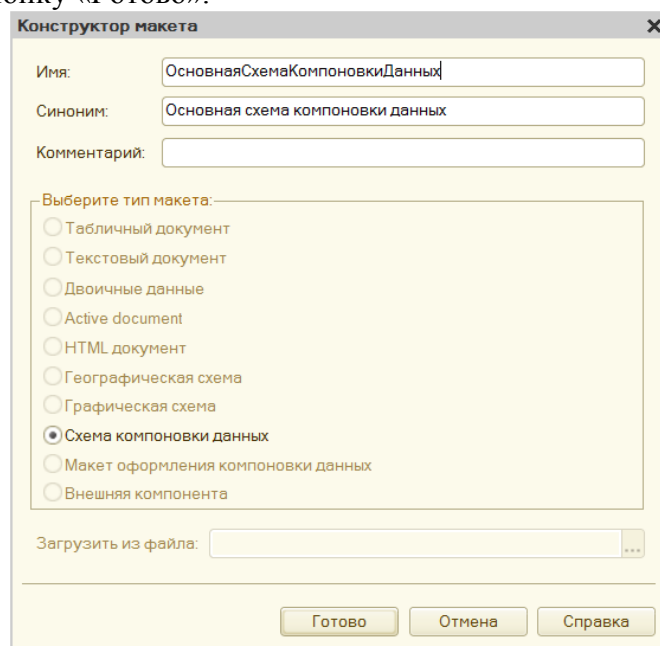 «Готово».
Конструктор макета
Имя: ОсновнаяСхемаКомпоновкиДанных
Синоним: Основная схема компоновки данных
Комментарий:
Выберите тип макета:
Табличный документ
Текстовый документ
Двоичные данные
Active document
HTML документ
Географическая схема
Графическая схема
Схема компоновки данных
Макет оформления компоновки данных
Внешняя компонента
Загрузить из файла: ...
Готово Отмена Справка